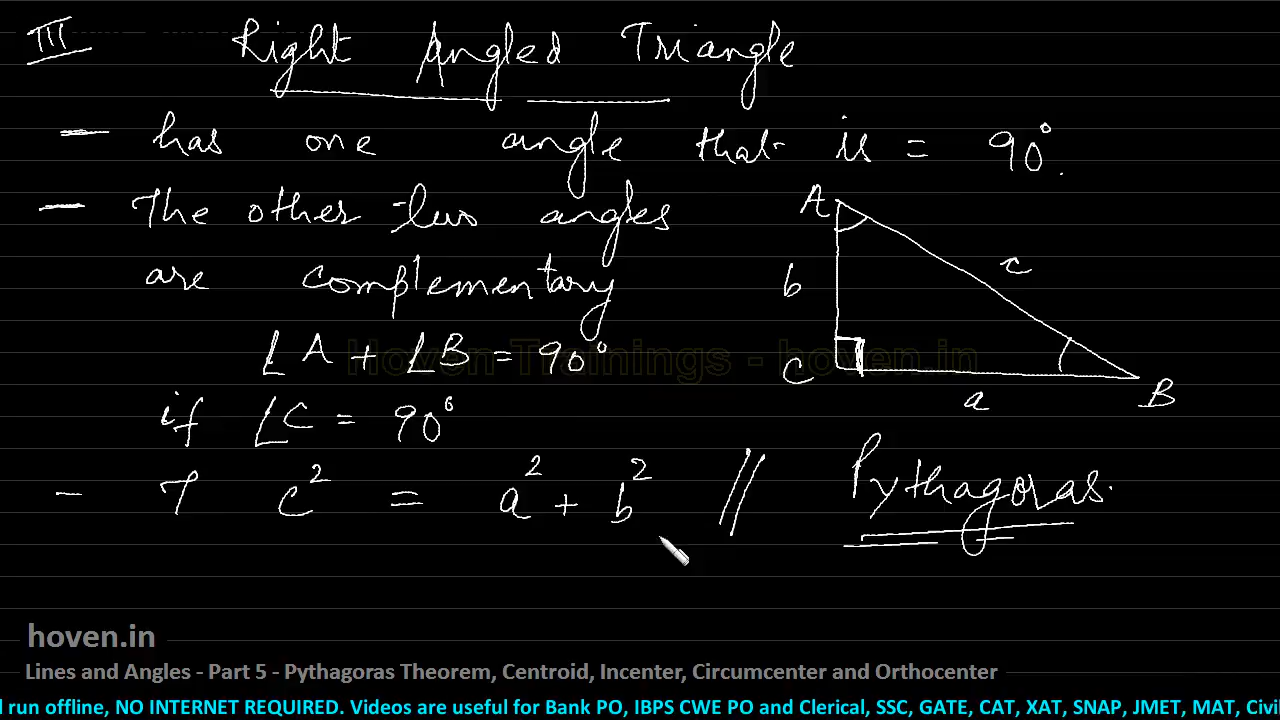 III Right Angled Triangle
— has one angle that is = 90°.
— The other two angles
are complementary
∠A + ∠B = 90°
if ∠C = 90°
– c² = a² + b² // Pythagoras.
A
b
c
C
a
B
Hoven Trainings - hoven.in
hoven.in
Lines and Angles - Part 5 - Pythagoras Theorem, Centroid, Incenter, Circumcenter and Orthocenter
d run offline, NO INTERNET REQUIRED. Videos are useful for Bank PO, IBPS CWE PO and Clerical, SSC, GATE, CAT, XAT, SNAP, JMET, MAT, Civi